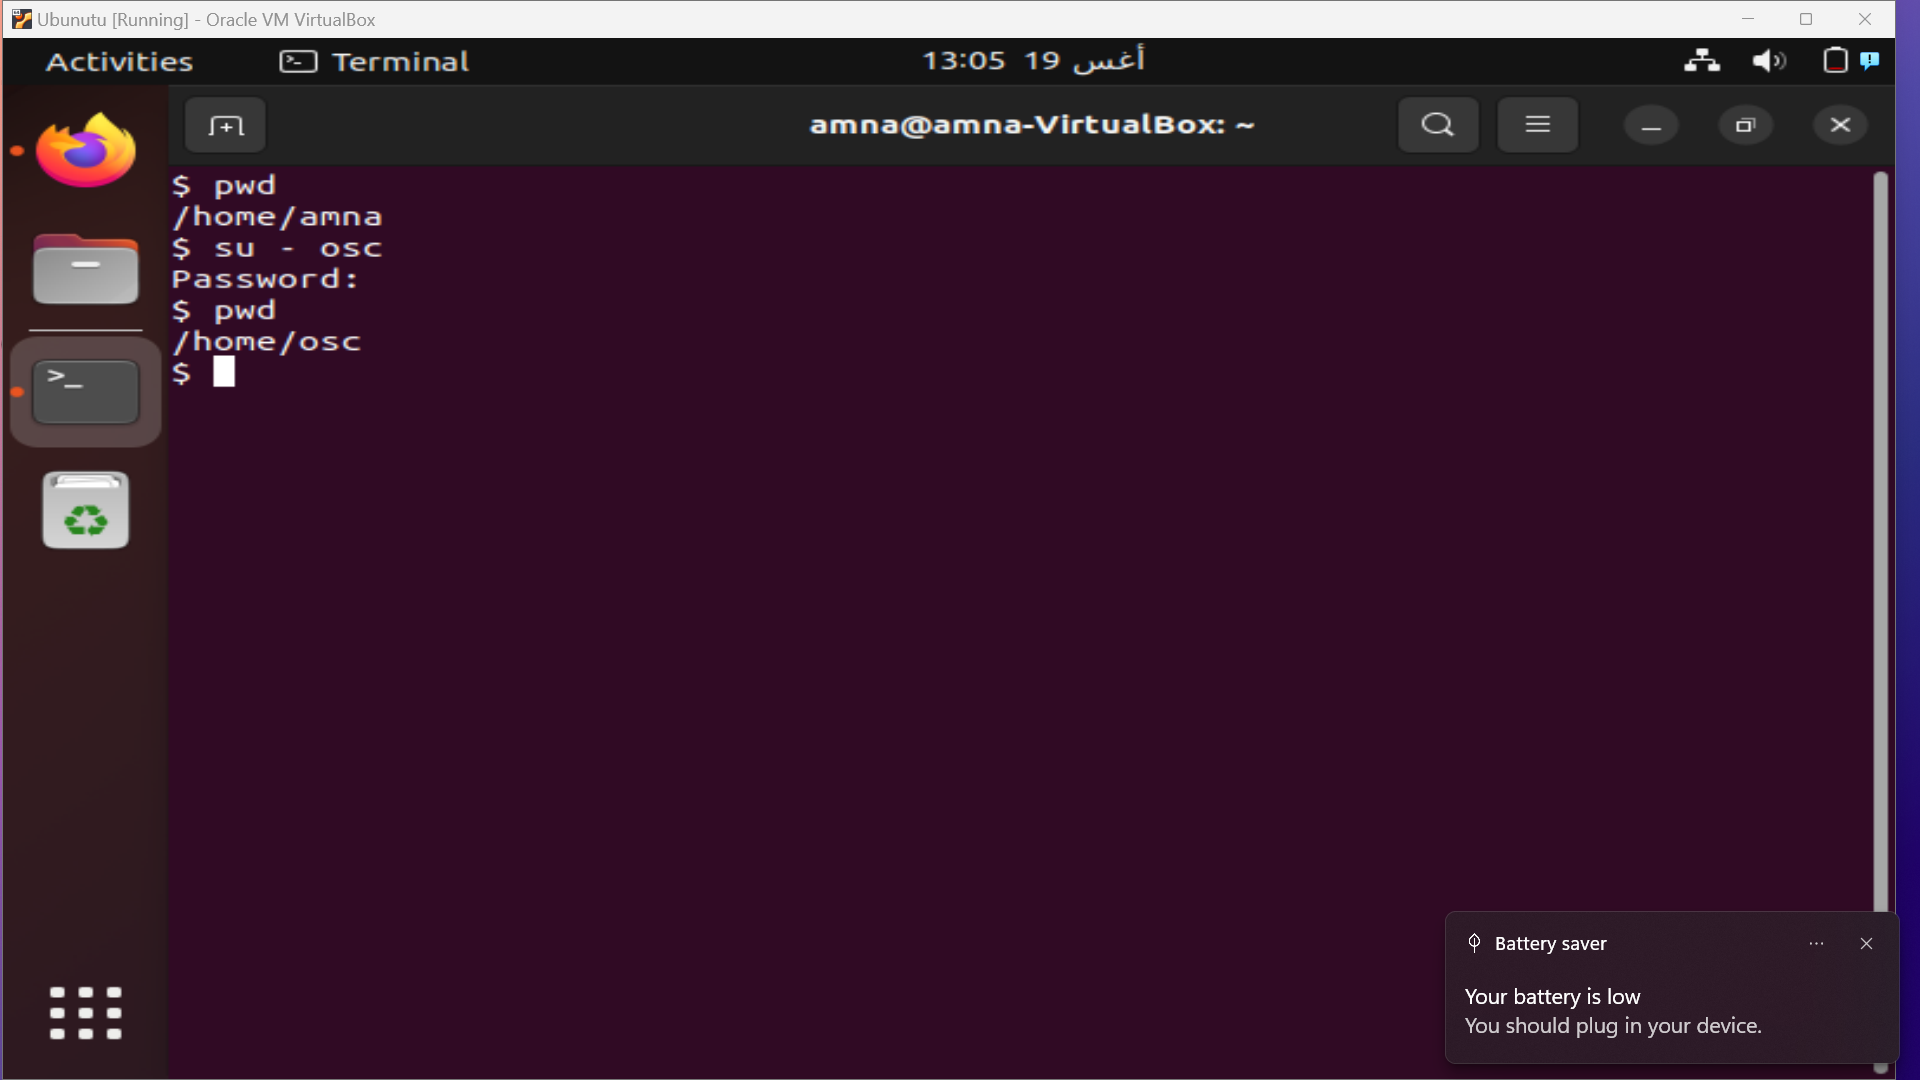 Ubunutu [Running] - Oracle VM VirtualBox
Activities
Terminal
أغس 19 13:05
amna@amna-VirtualBox: ~
$ pwd
/home/amna
$ su - osc
Password:
$ pwd
/home/osc
$
Battery saver
Your battery is low
You should plug in your device.